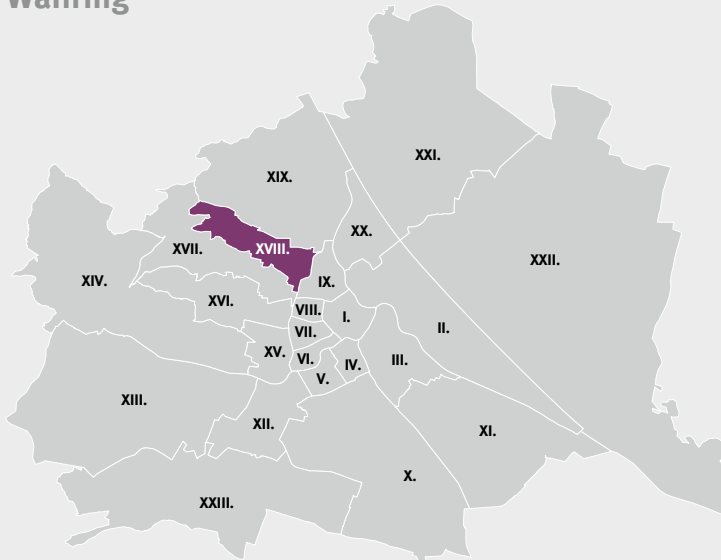 Währing
XXI.
XIX.
XX.
XVIII.
XVII.
XXII.
XIV.
IX.
XVI.
VIII.
I.
II.
VII.
XV.
VI.
IV.
III.
V.
XIII.
XII.
XI.
X.
XXIII.